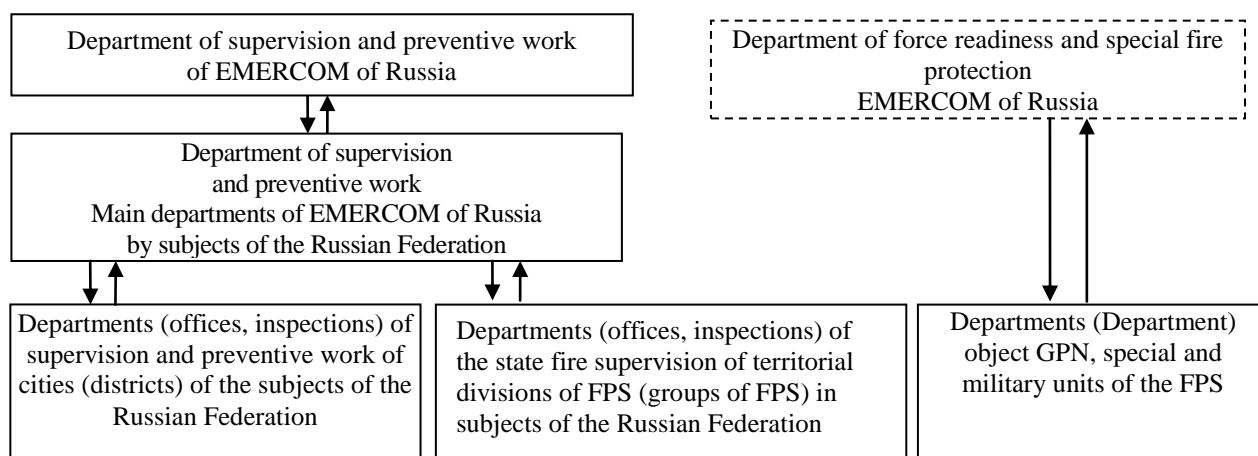 Department of supervision and preventive work
of EMERCOM of Russia
Department of force readiness and special fire
protection
EMERCOM of Russia
Department of supervision
and preventive work
Main departments of EMERCOM of Russia
by subjects of the Russian Federation
Departments (offices, inspections) of
supervision and preventive work of
cities (districts) of the subjects of the
Russian Federation
Departments (offices, inspections) of
the state fire supervision of territorial
divisions of FPS (groups of FPS) in
subjects of the Russian Federation
Departments (Department)
object GPN, special and
military units of the FPS